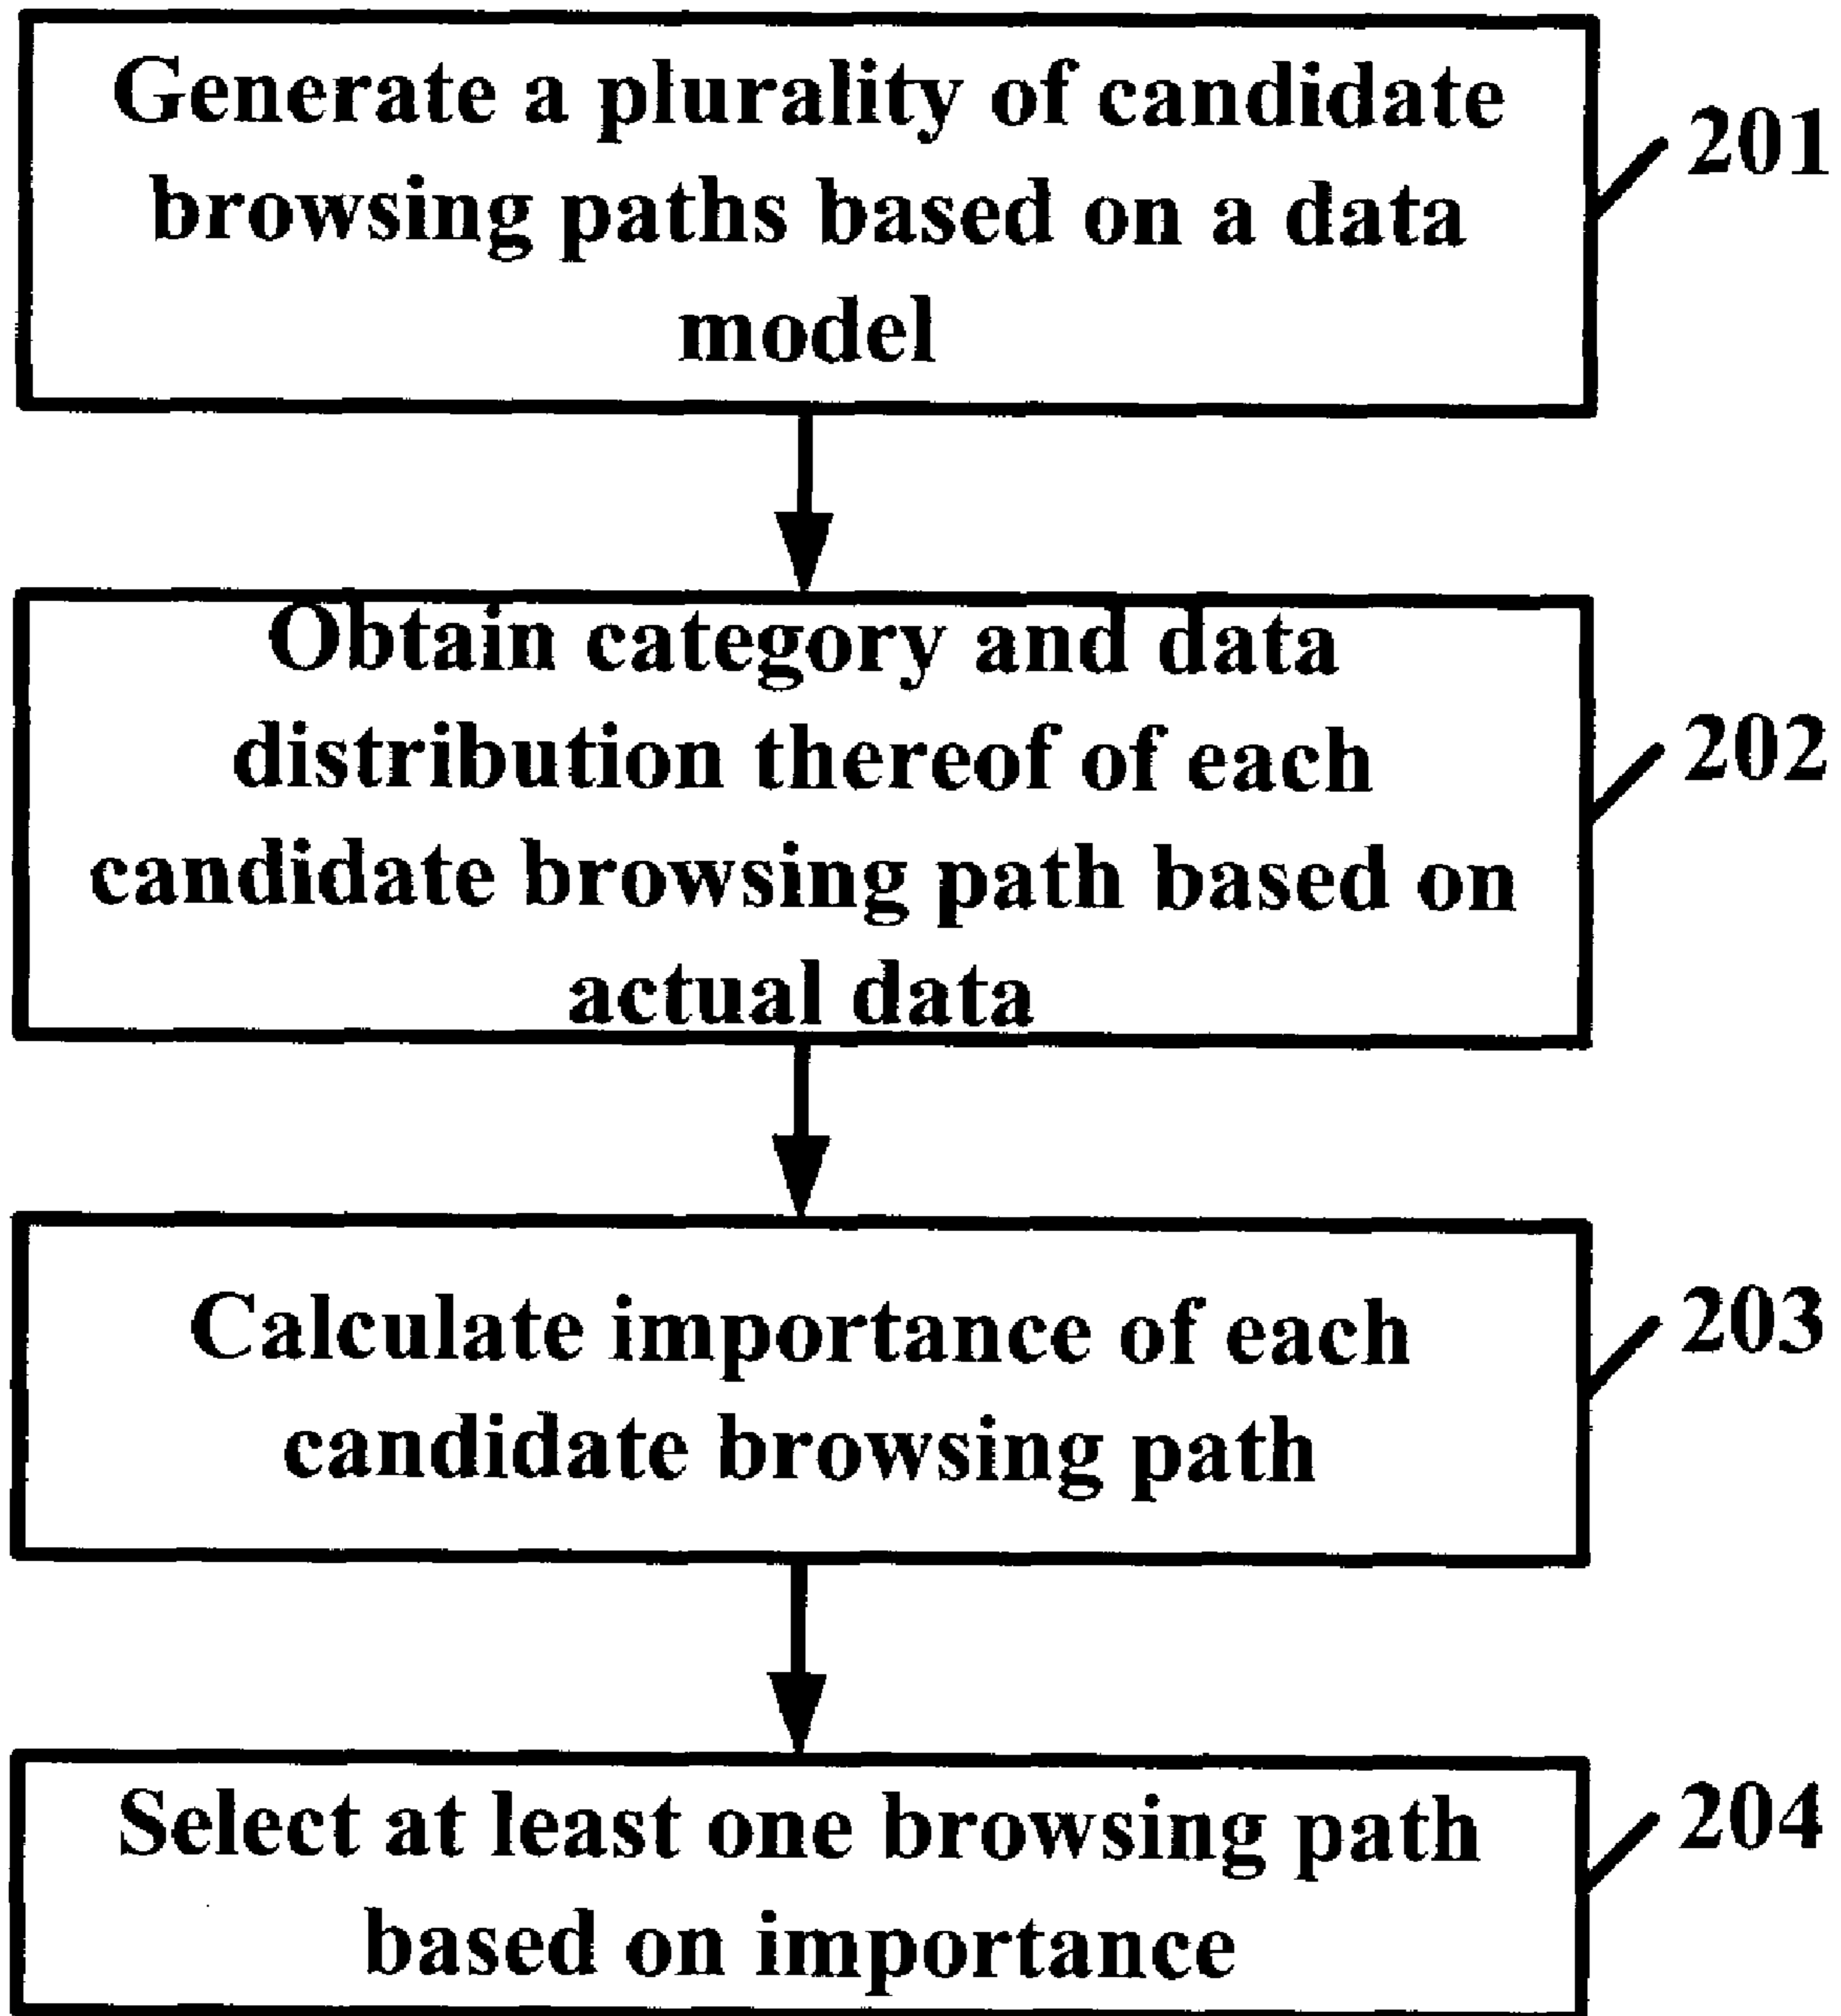 Generate a plurality of candidate
browsing paths based on a data
model
201
Obtain category and data
distribution thereof of each
candidate browsing path based on
actual data
202
Calculate importance of each
candidate browsing path
203
Select at least one browsing path
based on importance
204